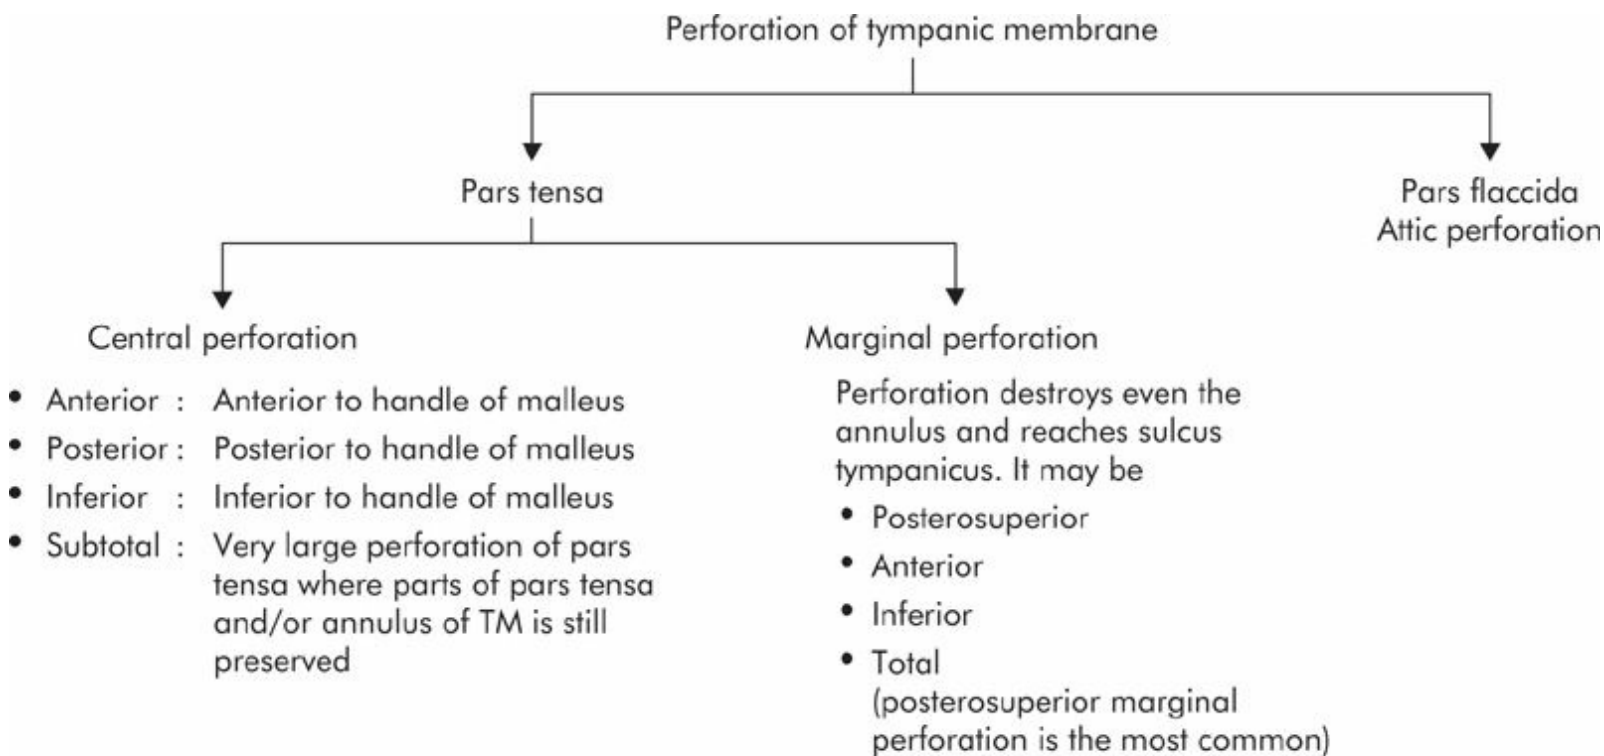 Perforation of tympanic membrane
Pars tensa
Pars flaccida
Attic perforation
Central perforation
• Anterior : Anterior to handle of malleus
• Posterior : Posterior to handle of malleus
• Inferior : Inferior to handle of malleus
• Subtotal : Very large perforation of pars
tensa where parts of pars tensa
and/or annulus of TM is still
preserved
Marginal perforation
Perforation destroys even the
annulus and reaches sulcus
tympanicus. It may be
• Posterosuperior
• Anterior
• Inferior
• Total
(posterosuperior marginal
perforation is the most common)